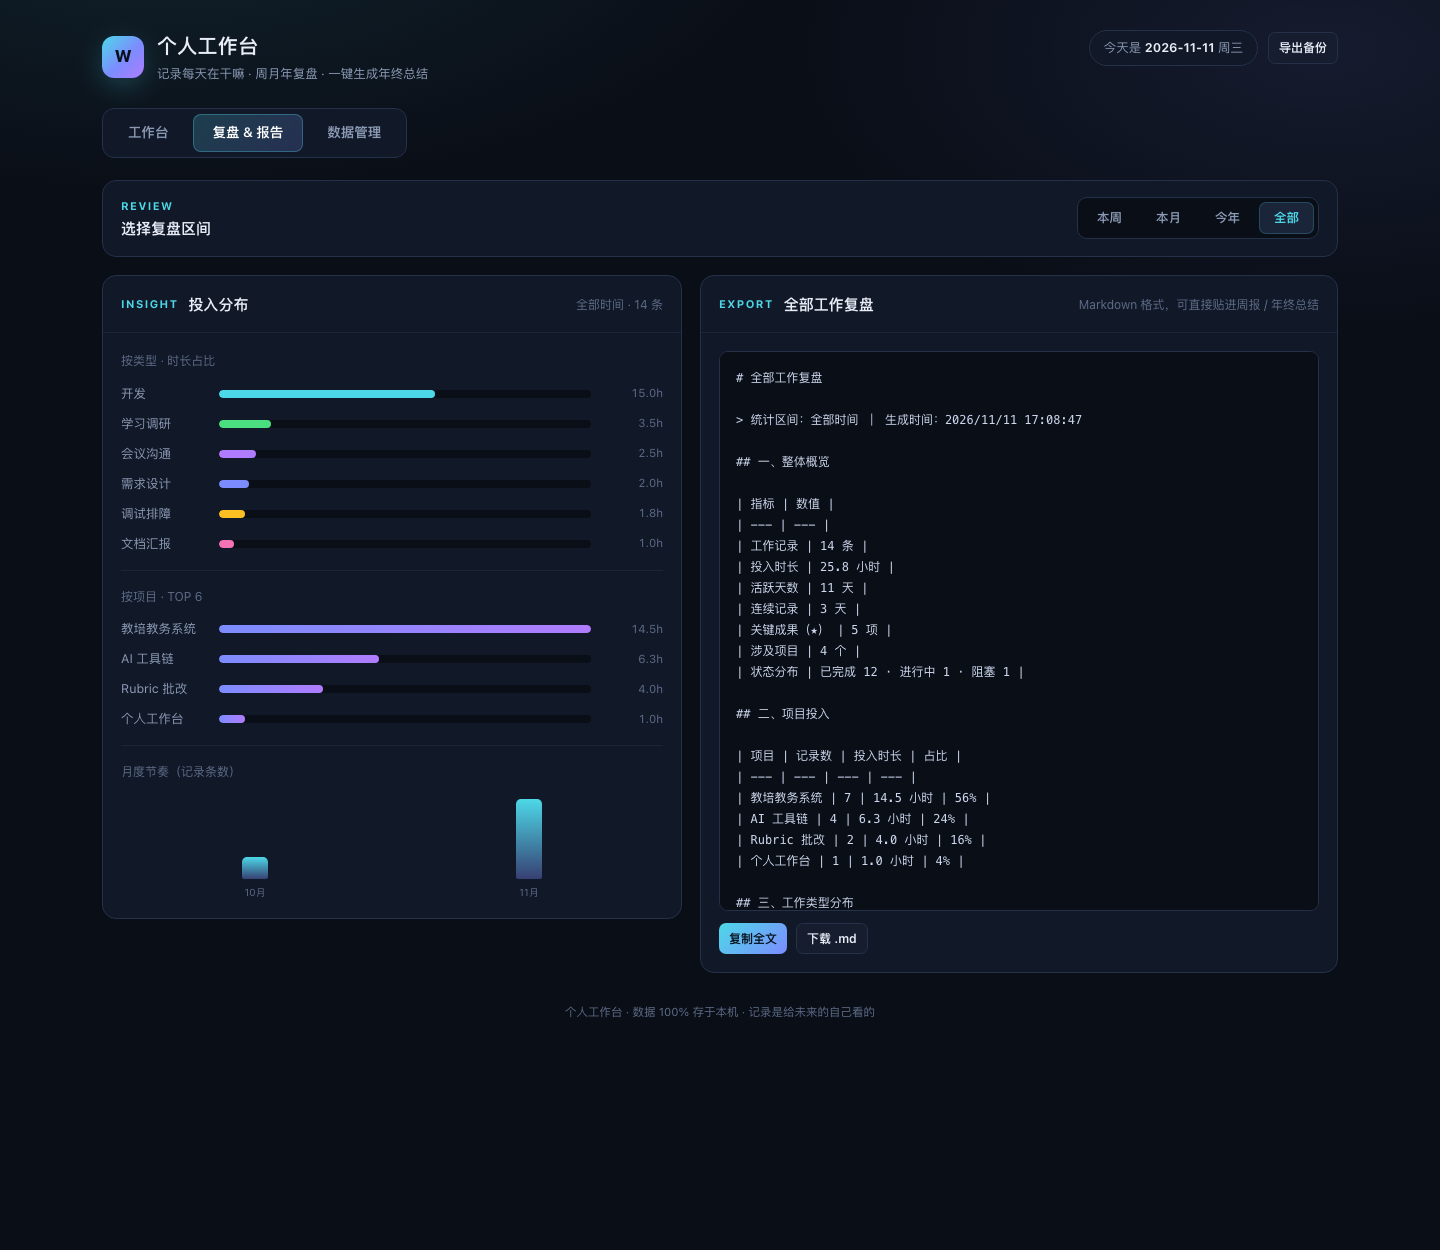 W
个人工作台
记录每天在干嘛 · 周月年复盘 · 一键生成年终总结
今天是 2026-11-11 周三
导出备份
工作台
复盘 & 报告
数据管理
REVIEW
选择复盘区间
本周
本月
今年
全部
INSIGHT 投入分布
全部时间 · 14 条
按类型 · 时长占比
开发 15.0h
学习调研 3.5h
会议沟通 2.5h
需求设计 2.0h
调试排障 1.8h
文档汇报 1.0h
按项目 · TOP 6
教培教务系统 14.5h
AI 工具链 6.3h
Rubric 批改 4.0h
个人工作台 1.0h
月度节奏（记录条数）
10月
11月
EXPORT 全部工作复盘
Markdown 格式，可直接贴进周报 / 年终总结
# 全部工作复盘
> 统计区间：全部时间 ｜ 生成时间：2026/11/11 17:08:47
## 一、整体概览
| 指标 | 数值 |
| --- | --- |
| 工作记录 | 14 条 |
| 投入时长 | 25.8 小时 |
| 活跃天数 | 11 天 |
| 连续记录 | 3 天 |
| 关键成果（★） | 5 项 |
| 涉及项目 | 4 个 |
| 状态分布 | 已完成 12 · 进行中 1 · 阻塞 1 |
## 二、项目投入
| 项目 | 记录数 | 投入时长 | 占比 |
| --- | --- | --- | --- |
| 教培教务系统 | 7 | 14.5 小时 | 56% |
| AI 工具链 | 4 | 6.3 小时 | 24% |
| Rubric 批改 | 2 | 4.0 小时 | 16% |
| 个人工作台 | 1 | 1.0 小时 | 4% |
## 三、工作类型分布
复制全文
下载 .md
个人工作台 · 数据 100% 存于本机 · 记录是给未来的自己看的